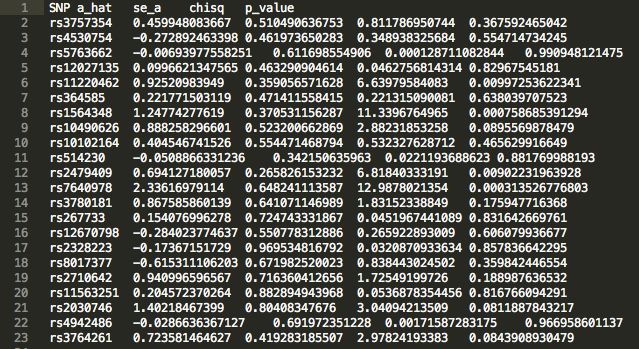 1 SNP a_hat se_a chisq p_value
2 rs3757354 0.459948083667 0.510490636753 0.811786950744 0.367592465042
3 rs4530754 -0.272892463398 0.461973650283 0.348938325684 0.554714734245
4 rs5763662 -0.00693977558251 0.611698554906 0.000128711082844 0.990948121475
5 rs12027135 0.0996621347565 0.463290904614 0.0462756814314 0.82967545181
6 rs11220462 0.92520983949 0.359056571628 6.63979584083 0.00997253622341
7 rs364585 0.221771503119 0.471411558415 0.221315090081 0.638039707523
8 rs1564348 1.24774277619 0.370531156287 11.3396764965 0.000758685391294
9 rs10490626 0.888258296601 0.523200662869 2.88231853258 0.0895569878479
10 rs10102164 0.404546741526 0.554471468794 0.532327628712 0.465629916649
11 rs514230 -0.0508866331236 0.342150635963 0.0221193688623 0.881769988193
12 rs2479409 0.694127180057 0.265826153232 6.81840333191 0.00902231963928
13 rs7640978 2.33616979114 0.648241113587 12.9878021354 0.000313526776803
14 rs3780181 0.867585860139 0.641071146989 1.83152338849 0.175947716368
15 rs267733 0.154076996278 0.724743331867 0.0451967441089 0.831642669761
16 rs12670798 -0.284023774637 0.550778312886 0.265922893009 0.606079936677
17 rs2328223 -0.17367151729 0.969534816792 0.0320870933634 0.857836642295
18 rs8017377 -0.615311106203 0.671982520023 0.838443024502 0.359842446554
19 rs2710642 0.940996596567 0.716360412656 1.72549199726 0.188987636532
20 rs11563251 0.204572370264 0.882894943968 0.0536878354456 0.816766094291
21 rs2030746 1.40218467399 0.80408347676 3.04094213509 0.0811887843217
22 rs4942486 -0.0286636367127 0.691972351228 0.00171587283175 0.966958601137
23 rs3764261 0.723581464627 0.419283185507 2.97824193383 0.0843908930479